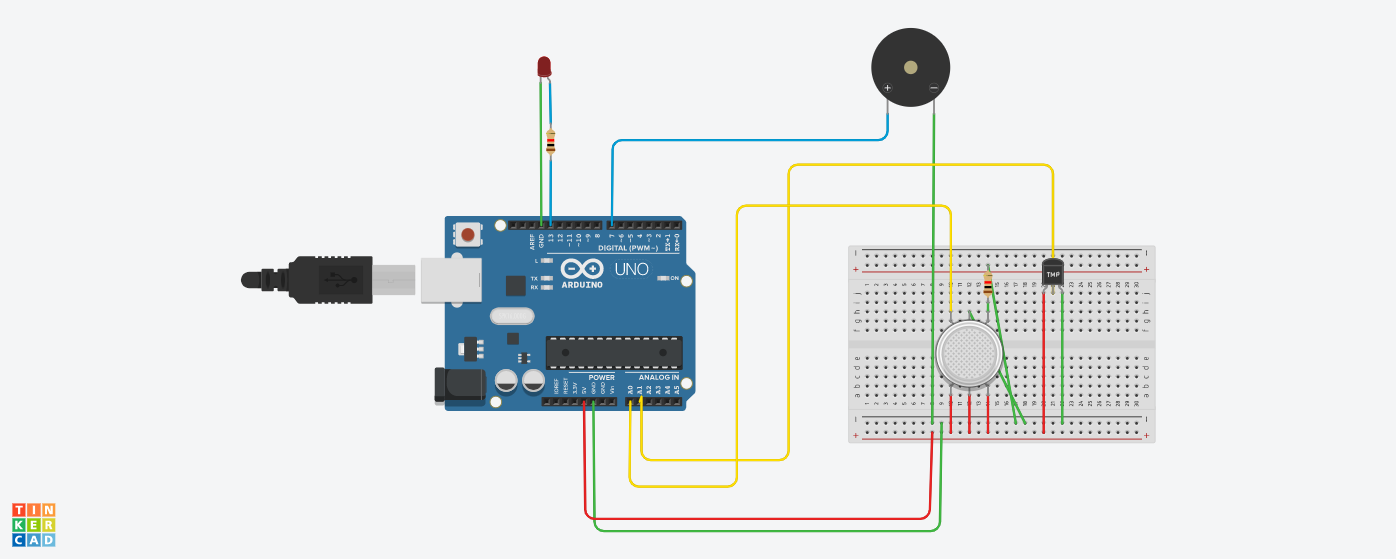 + −
AREF
GND
13
12
~11
~10
~9
8
7
~6
~5
4
~3
2
TX→1
RX←0
DIGITAL (PWM~)
L
TX
RX
UNO
ON
ARDUINO
TMP
POWER
ANALOG IN
IOREF
RESET
3.3V
5V
GND
GND
Vin
A0
A1
A2
A3
A4
A5
TIN
KER
CAD